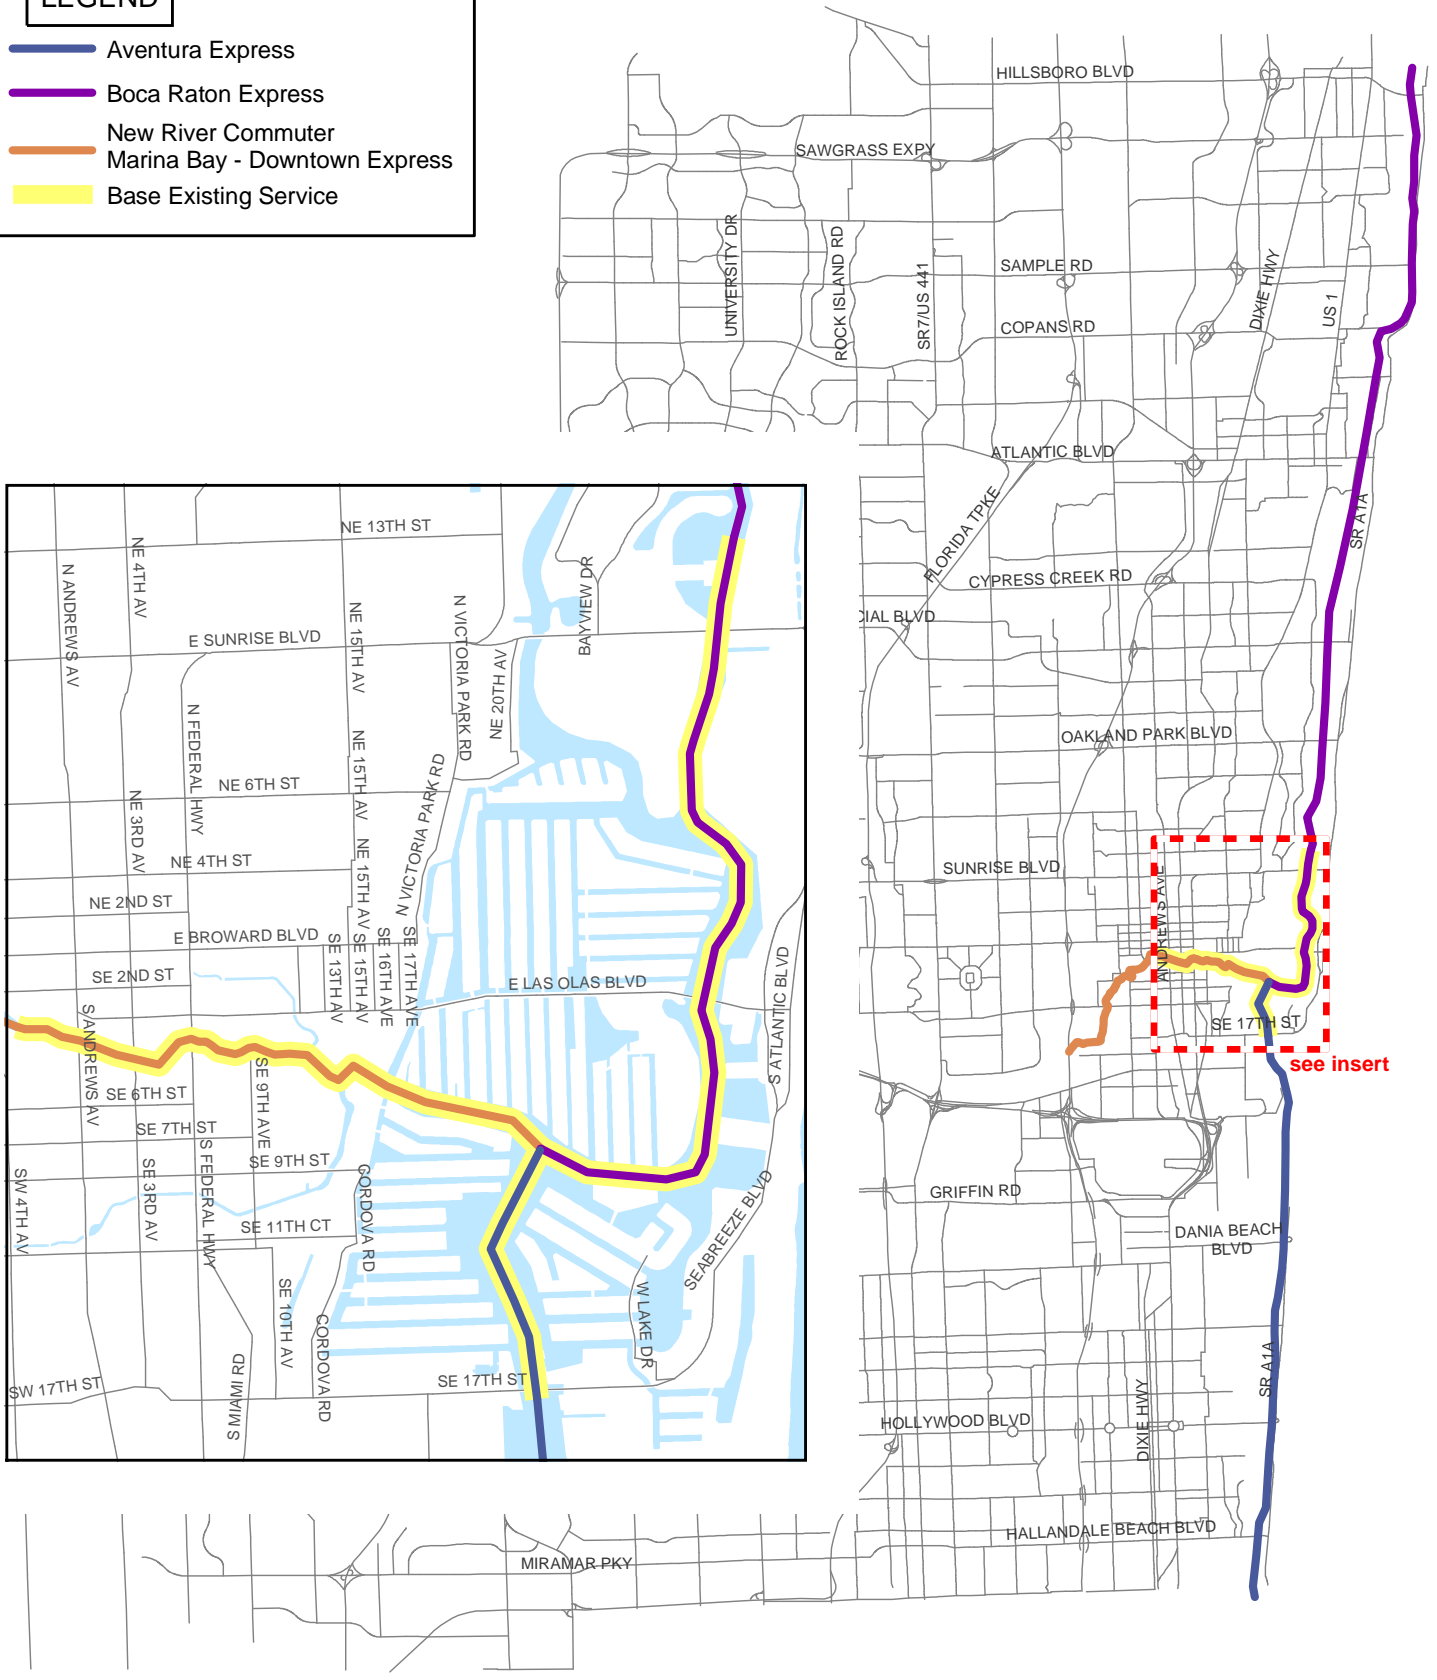 LEGEND
Aventura Express
Boca Raton Express
New River Commuter
Marina Bay - Downtown Express
Base Existing Service
HILLSBORO BLVD
SAWGRASS EXPY
UNIVERSITY DR
ROCK ISLAND RD
SR7/US 441
SAMPLE RD
DIXIE HWY
US 1
COPANS RD
ATLANTIC BLVD
FLORIDA TPKE
SR A1A
CYPRESS CREEK RD
CIAL BLVD
OAKLAND PARK BLVD
SUNRISE BLVD
ANDREWS AVE
SE 17TH ST
see insert
GRIFFIN RD
DANIA BEACH
BLVD
SR A1A
HOLLYWOOD BLVD
DIXIE HWY
HALLANDALE BEACH BLVD
MIRAMAR PKY
NE 13TH ST
N ANDREWS AV
NE 4TH AV
BAYVIEW DR
E SUNRISE BLVD
NE 15TH AV
N VICTORIA PARK RD
NE 20TH AV
N FEDERAL HWY
NE 15TH AV
NE 6TH ST
NE 3RD AV
N VICTORIA PARK RD
NE 4TH ST
NE 15TH AV
NE 2ND ST
E BROWARD BLVD
SE 13TH AV
SE 15TH AV
SE 16TH AVE
SE 17TH AVE
SE 2ND ST
E LAS OLAS BLVD
S ATLANTIC BLVD
S ANDREWS AV
SE 9TH AVE
SE 6TH ST
SE 7TH ST
SE 9TH ST
SW 4TH AV
SE 3RD AV
S FEDERAL HWY
CORDOVA RD
SE 11TH CT
SEABREEZE BLVD
W LAKE DR
SE 10TH AV
CORDOVA RD
S MIAMI RD
SW 17TH ST
SE 17TH ST